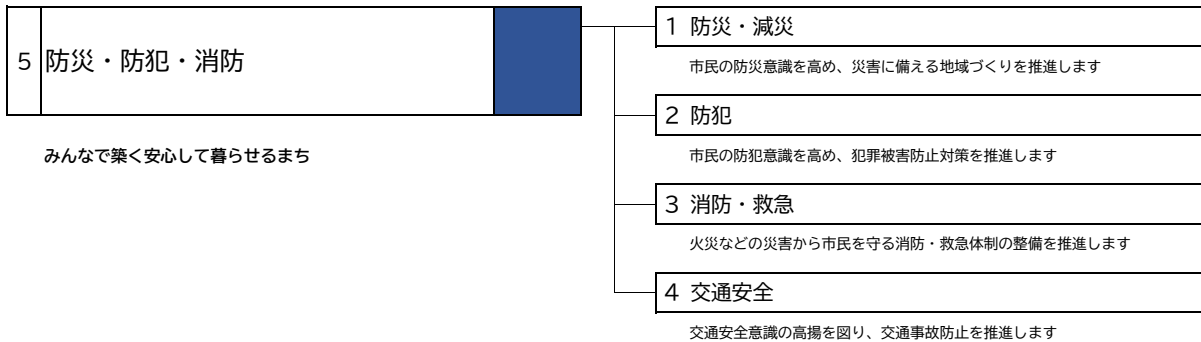 5 防災・防犯・消防
みんなで築く安心して暮らせるまち
1 防災・減災
市民の防災意識を高め、災害に備える地域づくりを推進します
2 防犯
市民の防犯意識を高め、犯罪被害防止対策を推進します
3 消防・救急
火災などの災害から市民を守る消防・救急体制の整備を推進します
4 交通安全
交通安全意識の高揚を図り、交通事故防止を推進します